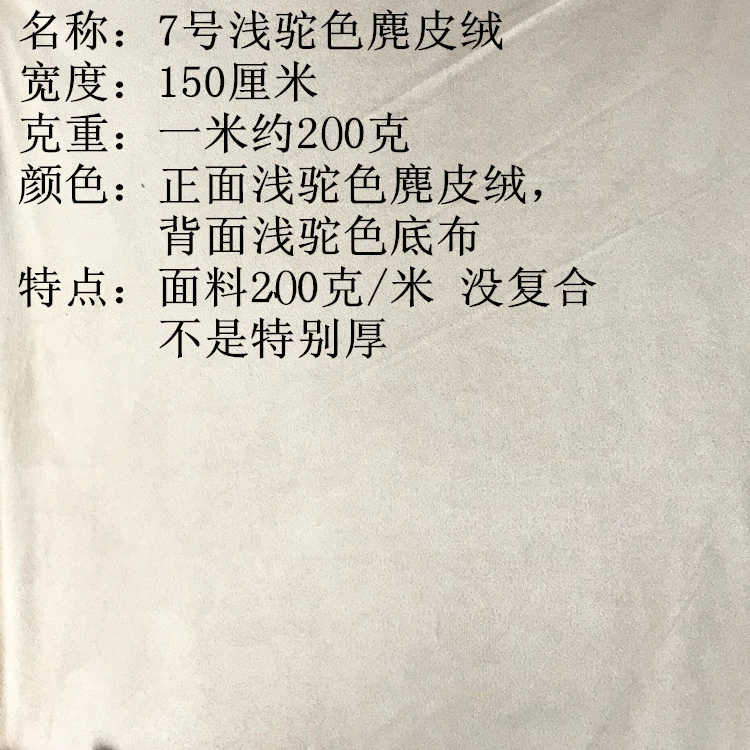 名称：7号浅驼色麂皮绒
宽度：150厘米
克重：一米约200克
颜色：正面浅驼色麂皮绒，
背面浅驼色底布
特点：面料200克/米 没复合
不是特别厚